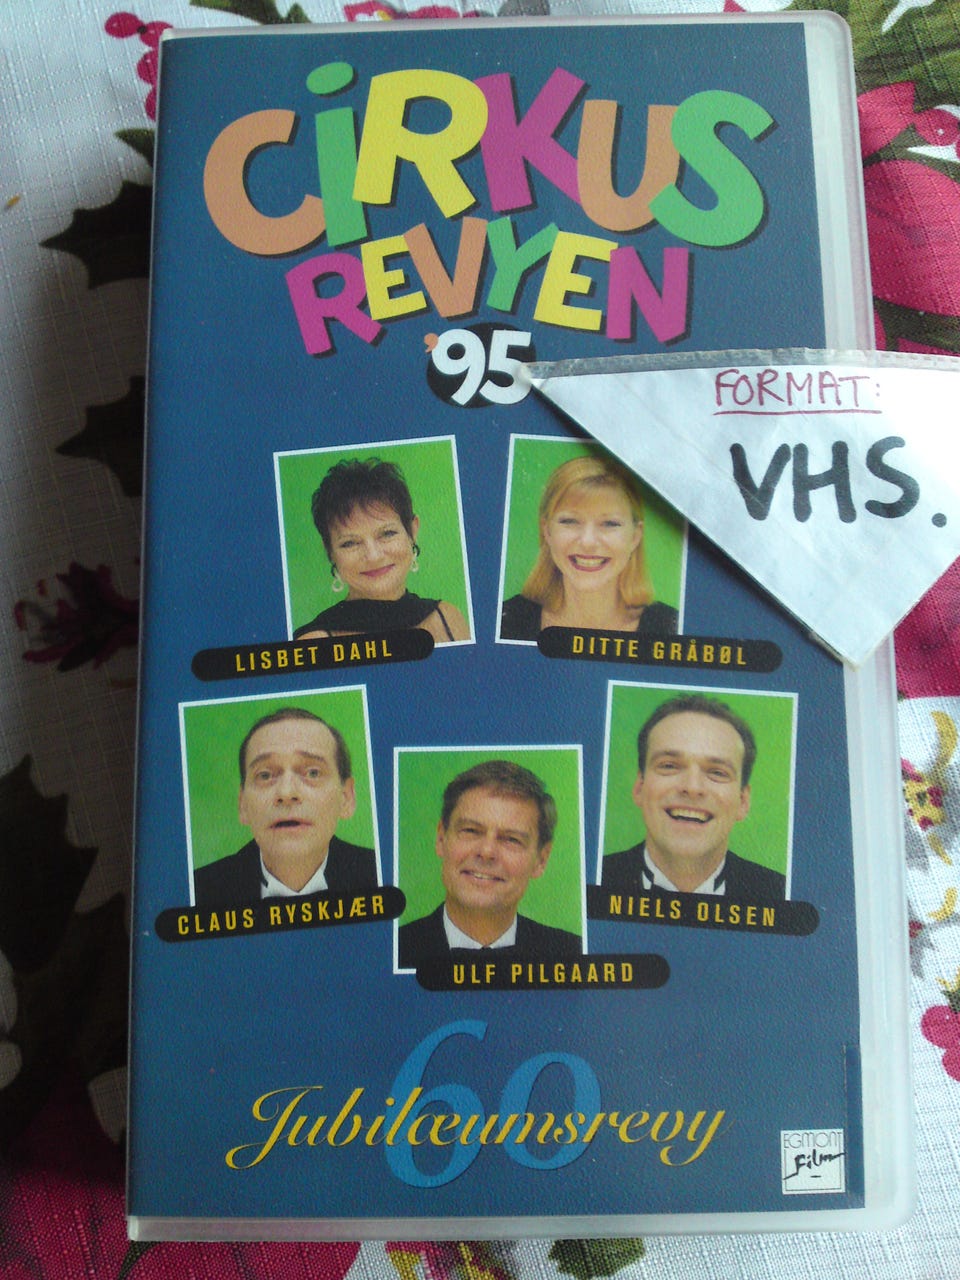 CiRKUS
REVYEN
'95
FORMAT:
VHS.
LISBET DAHL
DITTE GRÅBØL
CLAUS RYSKJÆR
NIELS OLSEN
ULF PILGAARD
60
Jubilæumsrevy
EGMONT
Film